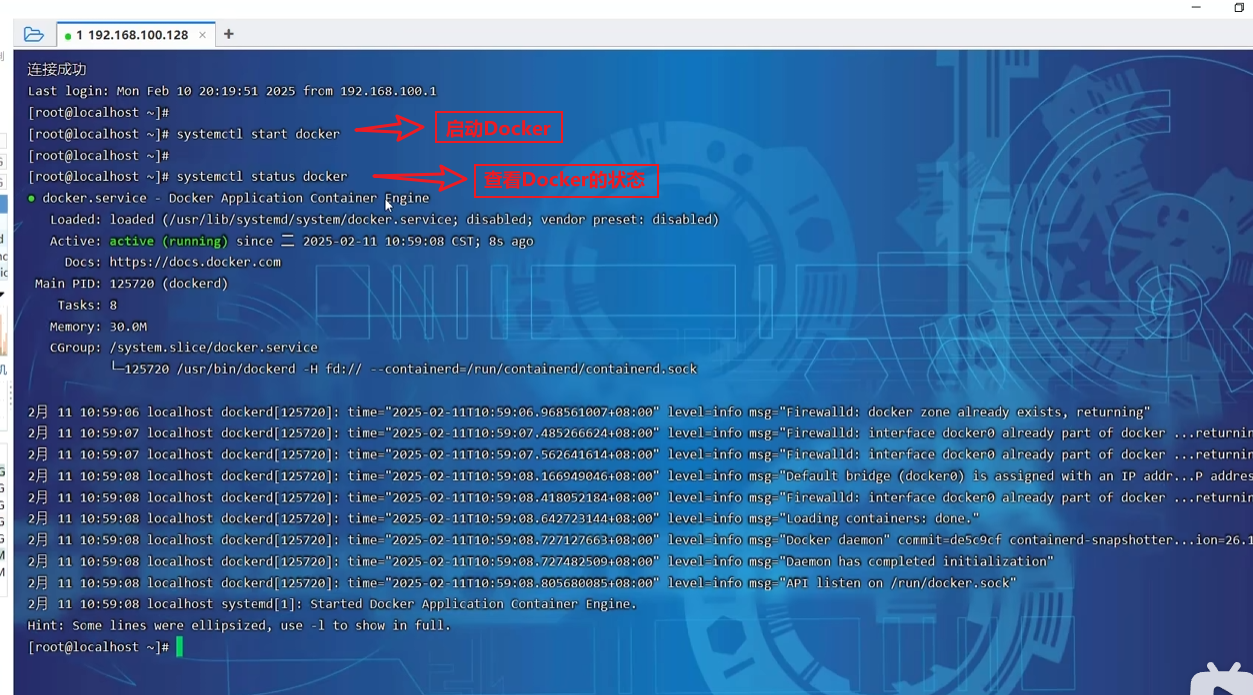 1 192.168.100.128
连接成功
Last login: Mon Feb 10 20:19:51 2025 from 192.168.100.1
[root@localhost ~]#
[root@localhost ~]# systemctl start docker
启动Docker
[root@localhost ~]#
[root@localhost ~]# systemctl status docker
查看Docker的状态
● docker.service - Docker Application Container Engine
Loaded: loaded (/usr/lib/systemd/system/docker.service; disabled; vendor preset: disabled)
Active: active (running) since 二 2025-02-11 10:59:08 CST; 8s ago
Docs: https://docs.docker.com
Main PID: 125720 (dockerd)
Tasks: 8
Memory: 30.0M
CGroup: /system.slice/docker.service
└─125720 /usr/bin/dockerd -H fd:// --containerd=/run/containerd/containerd.sock
2月 11 10:59:06 localhost dockerd[125720]: time="2025-02-11T10:59:06.968561007+08:00" level=info msg="Firewalld: docker zone already exists, returning"
2月 11 10:59:07 localhost dockerd[125720]: time="2025-02-11T10:59:07.485266624+08:00" level=info msg="Firewalld: interface docker0 already part of docker ...returnin
2月 11 10:59:07 localhost dockerd[125720]: time="2025-02-11T10:59:07.562641614+08:00" level=info msg="Firewalld: interface docker0 already part of docker ...returnin
2月 11 10:59:08 localhost dockerd[125720]: time="2025-02-11T10:59:08.166949046+08:00" level=info msg="Default bridge (docker0) is assigned with an IP addr...P addres
2月 11 10:59:08 localhost dockerd[125720]: time="2025-02-11T10:59:08.418052184+08:00" level=info msg="Firewalld: interface docker0 already part of docker ...returnin
2月 11 10:59:08 localhost dockerd[125720]: time="2025-02-11T10:59:08.642723144+08:00" level=info msg="Loading containers: done."
2月 11 10:59:08 localhost dockerd[125720]: time="2025-02-11T10:59:08.727127663+08:00" level=info msg="Docker daemon" commit=de5c9cf containerd-snapshotter...ion=26.1
2月 11 10:59:08 localhost dockerd[125720]: time="2025-02-11T10:59:08.727482509+08:00" level=info msg="Daemon has completed initialization"
2月 11 10:59:08 localhost dockerd[125720]: time="2025-02-11T10:59:08.805680085+08:00" level=info msg="API listen on /run/docker.sock"
2月 11 10:59:08 localhost systemd[1]: Started Docker Application Container Engine.
Hint: Some lines were ellipsized, use -l to show in full.
[root@localhost ~]#